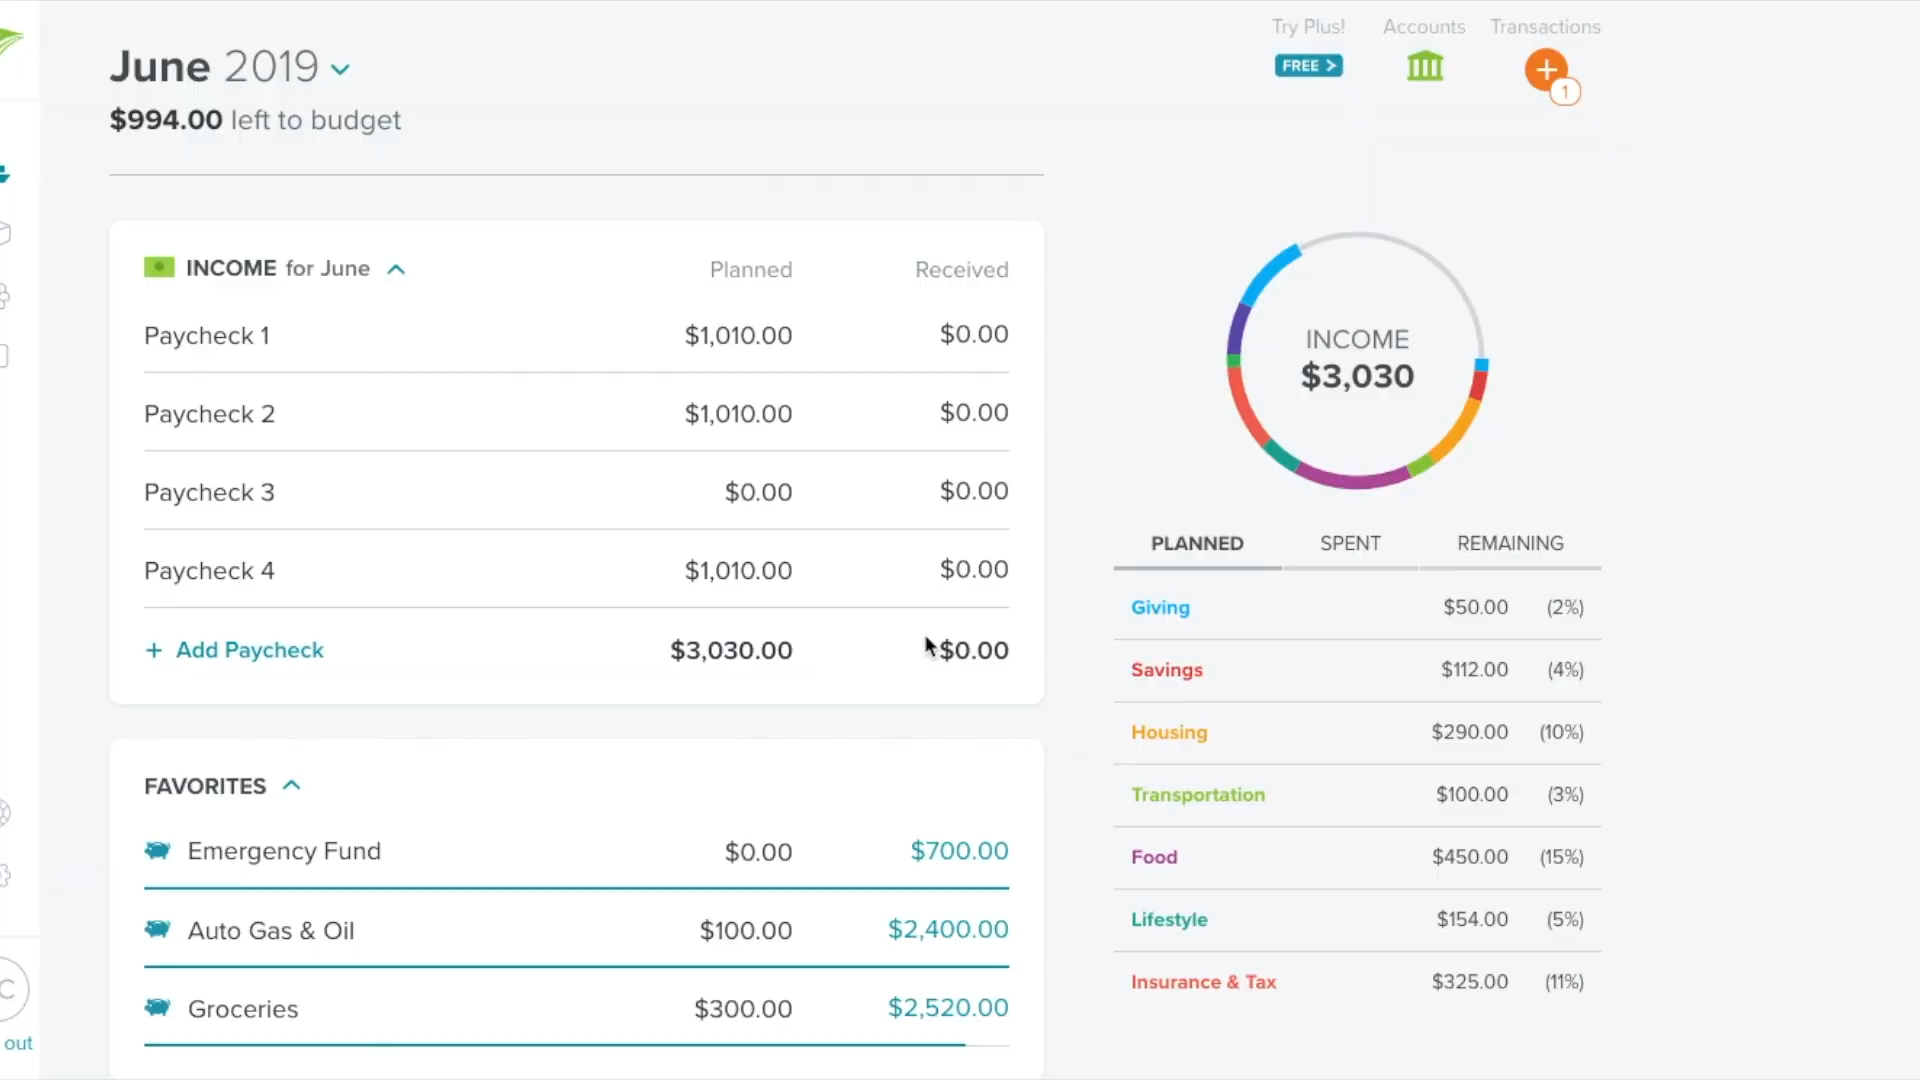 June 2019
$994.00 left to budget
Try Plus! Accounts Transactions
FREE >
1
INCOME for June Planned Received
Paycheck 1 $1,010.00 $0.00
Paycheck 2 $1,010.00 $0.00
Paycheck 3 $0.00 $0.00
Paycheck 4 $1,010.00 $0.00
+ Add Paycheck $3,030.00 $0.00
FAVORITES
Emergency Fund $0.00 $700.00
Auto Gas & Oil $100.00 $2,400.00
Groceries $300.00 $2,520.00
INCOME
$3,030
PLANNED SPENT REMAINING
Giving $50.00 (2%)
Savings $112.00 (4%)
Housing $290.00 (10%)
Transportation $100.00 (3%)
Food $450.00 (15%)
Lifestyle $154.00 (5%)
Insurance & Tax $325.00 (11%)
C
out